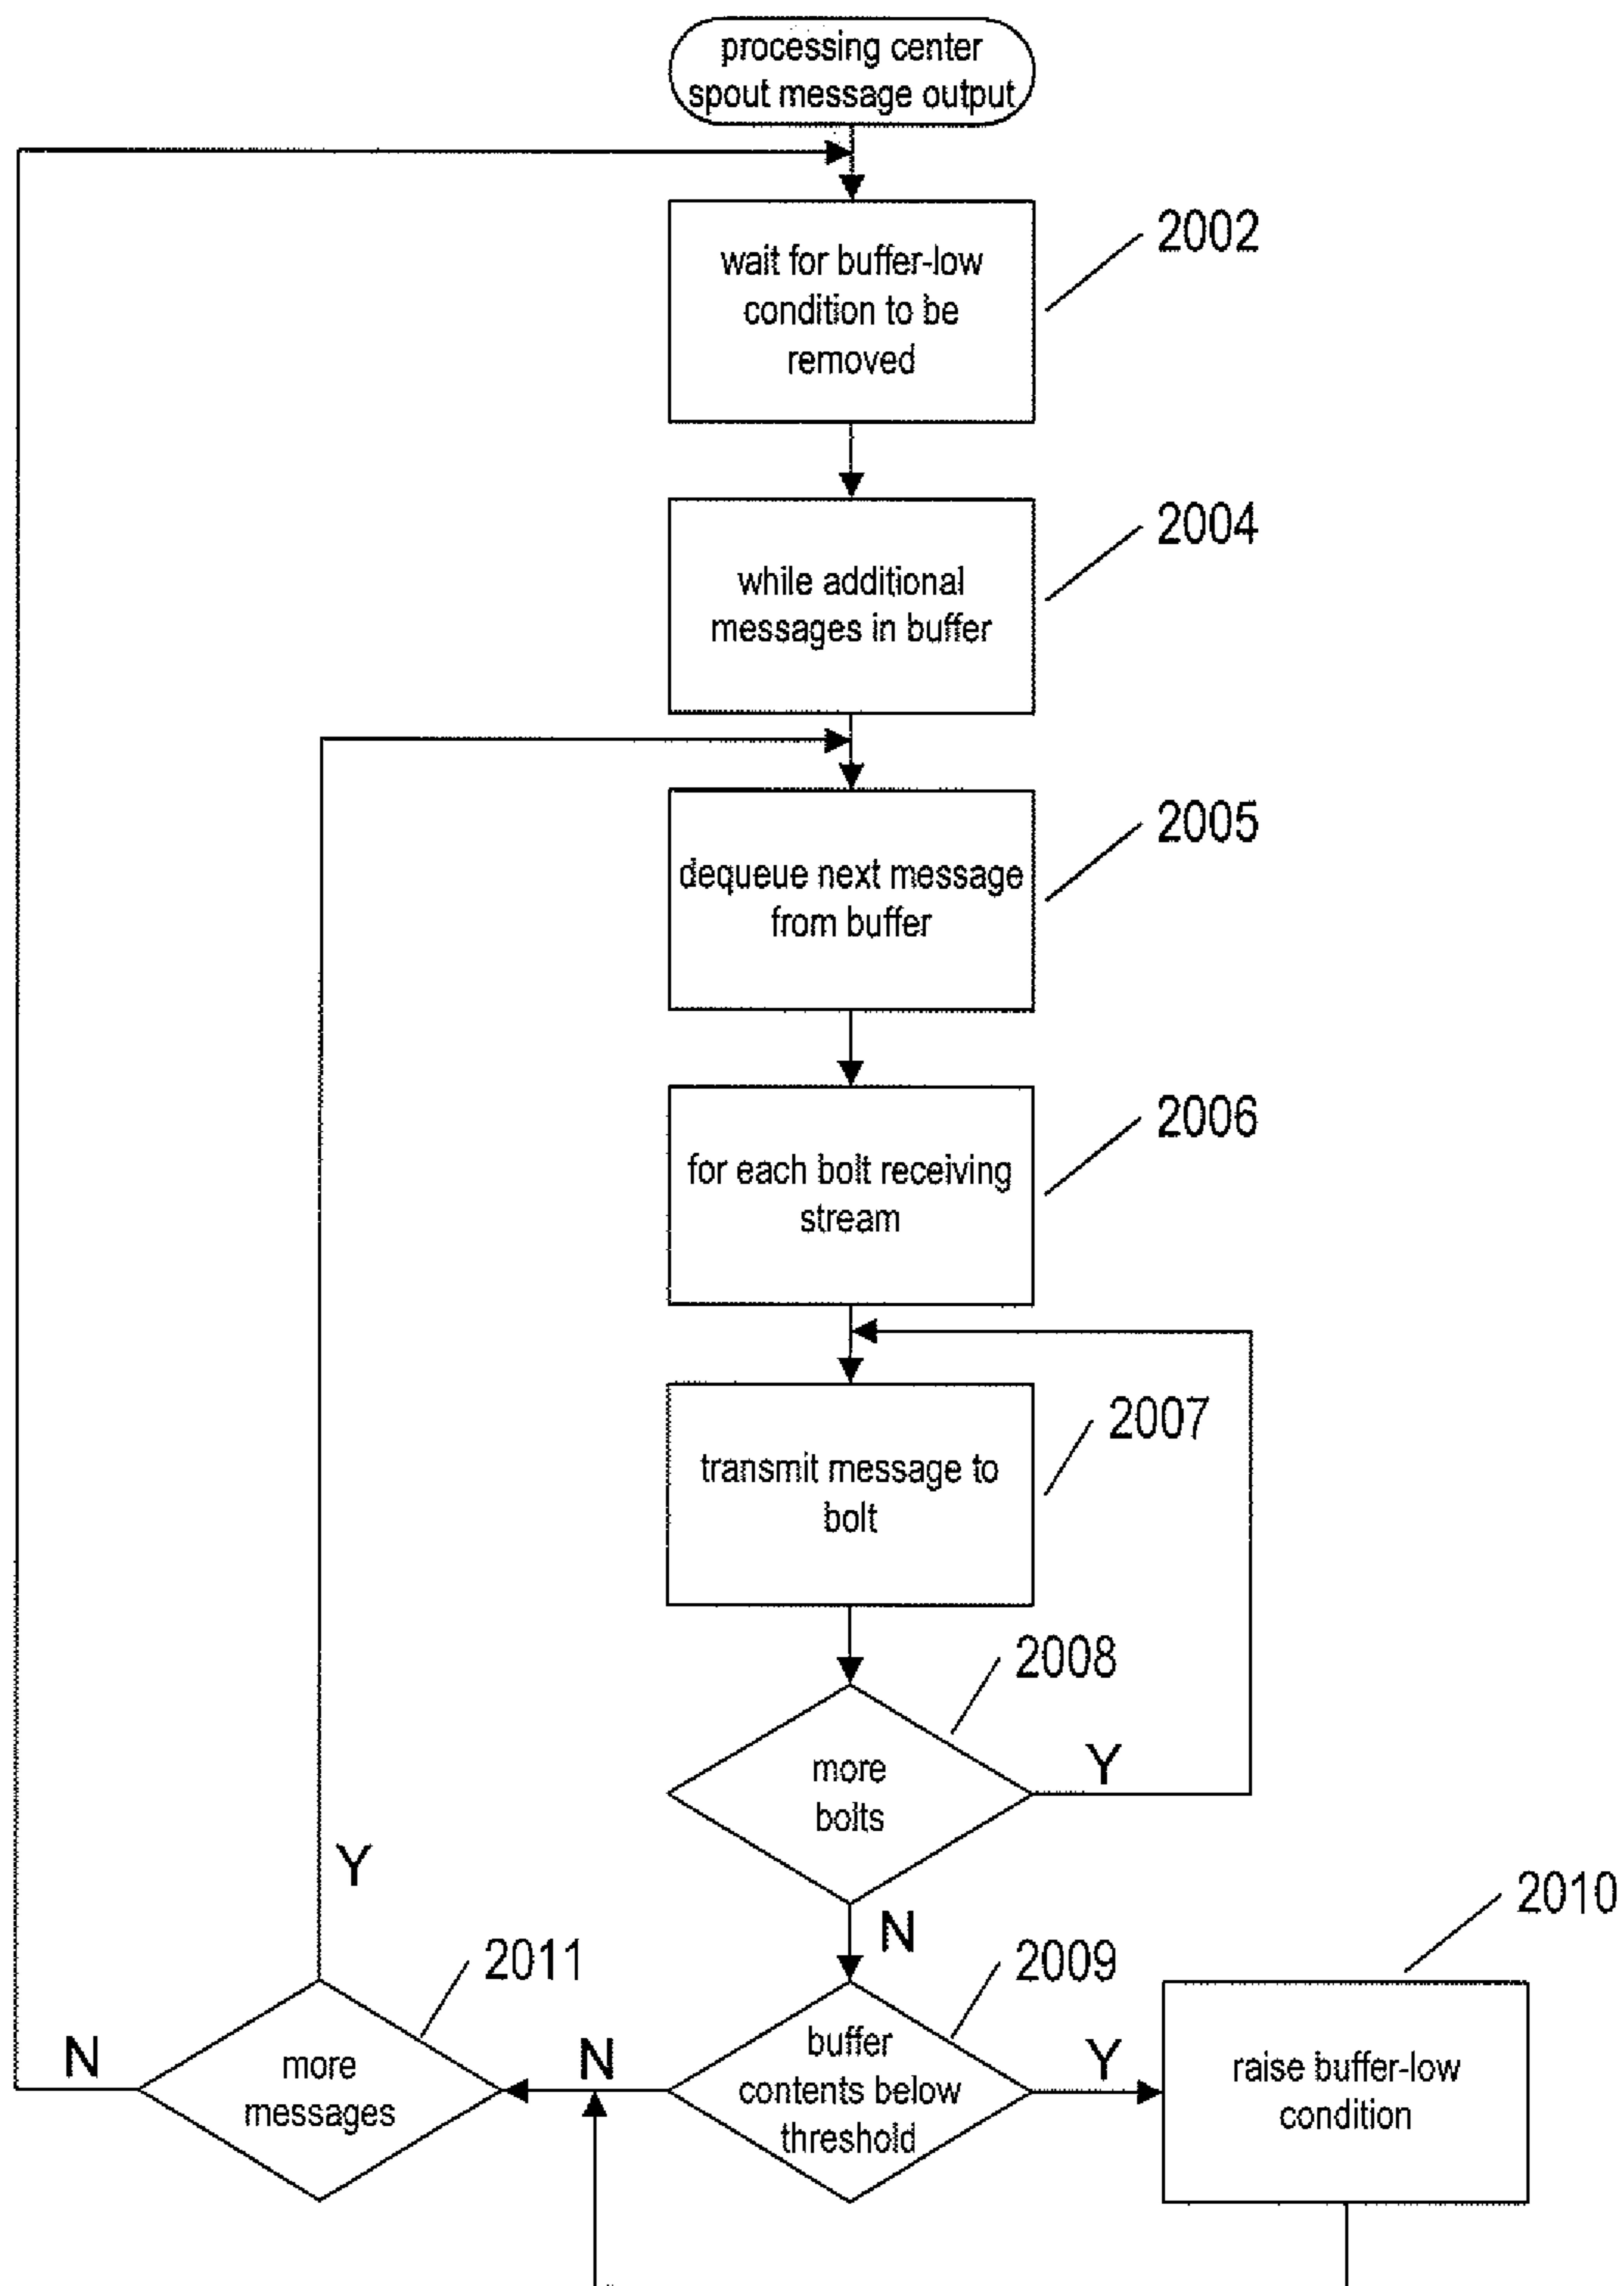 processing center
spout message output
wait for buffer-low
condition to be
removed
2002
while additional
messages in buffer
2004
dequeue next message
from buffer
2005
for each bolt receiving
stream
2006
transmit message to
bolt
2007
more
bolts
2008
Y
N
buffer
contents below
threshold
2009
Y
N
raise buffer-low
condition
2010
more
messages
2011
Y
N